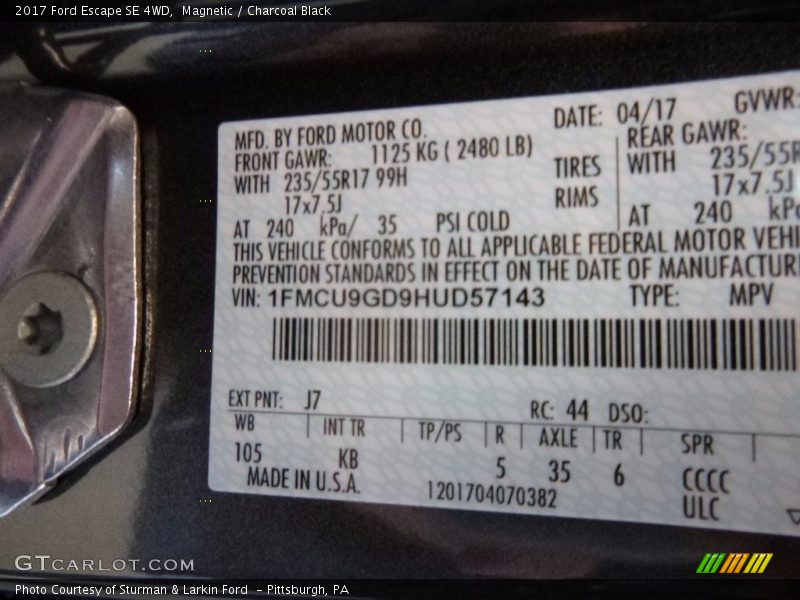 2017 Ford Escape SE 4WD, Magnetic / Charcoal Black
MFD. BY FORD MOTOR CO. DATE: 04/17 GVWR:
FRONT GAWR: 1125 KG ( 2480 LB) REAR GAWR:
WITH 235/55R17 99H TIRES WITH 235/55R
17x7.5J RIMS 17x7.5J
AT 240 kPa/ 35 PSI COLD AT 240 kPa
THIS VEHICLE CONFORMS TO ALL APPLICABLE FEDERAL MOTOR VEHI
PREVENTION STANDARDS IN EFFECT ON THE DATE OF MANUFACTUR
VIN: 1FMCU9GD9HUD57143 TYPE: MPV
EXT PNT: J7 RC: 44 DSO:
WB INT TR TP/PS R AXLE TR SPR
105 KB 5 35 6 CCCC
MADE IN U.S.A. 1201704070382 ULC
GTCARLOT.COM
Photo Courtesy of Sturman & Larkin Ford - Pittsburgh, PA